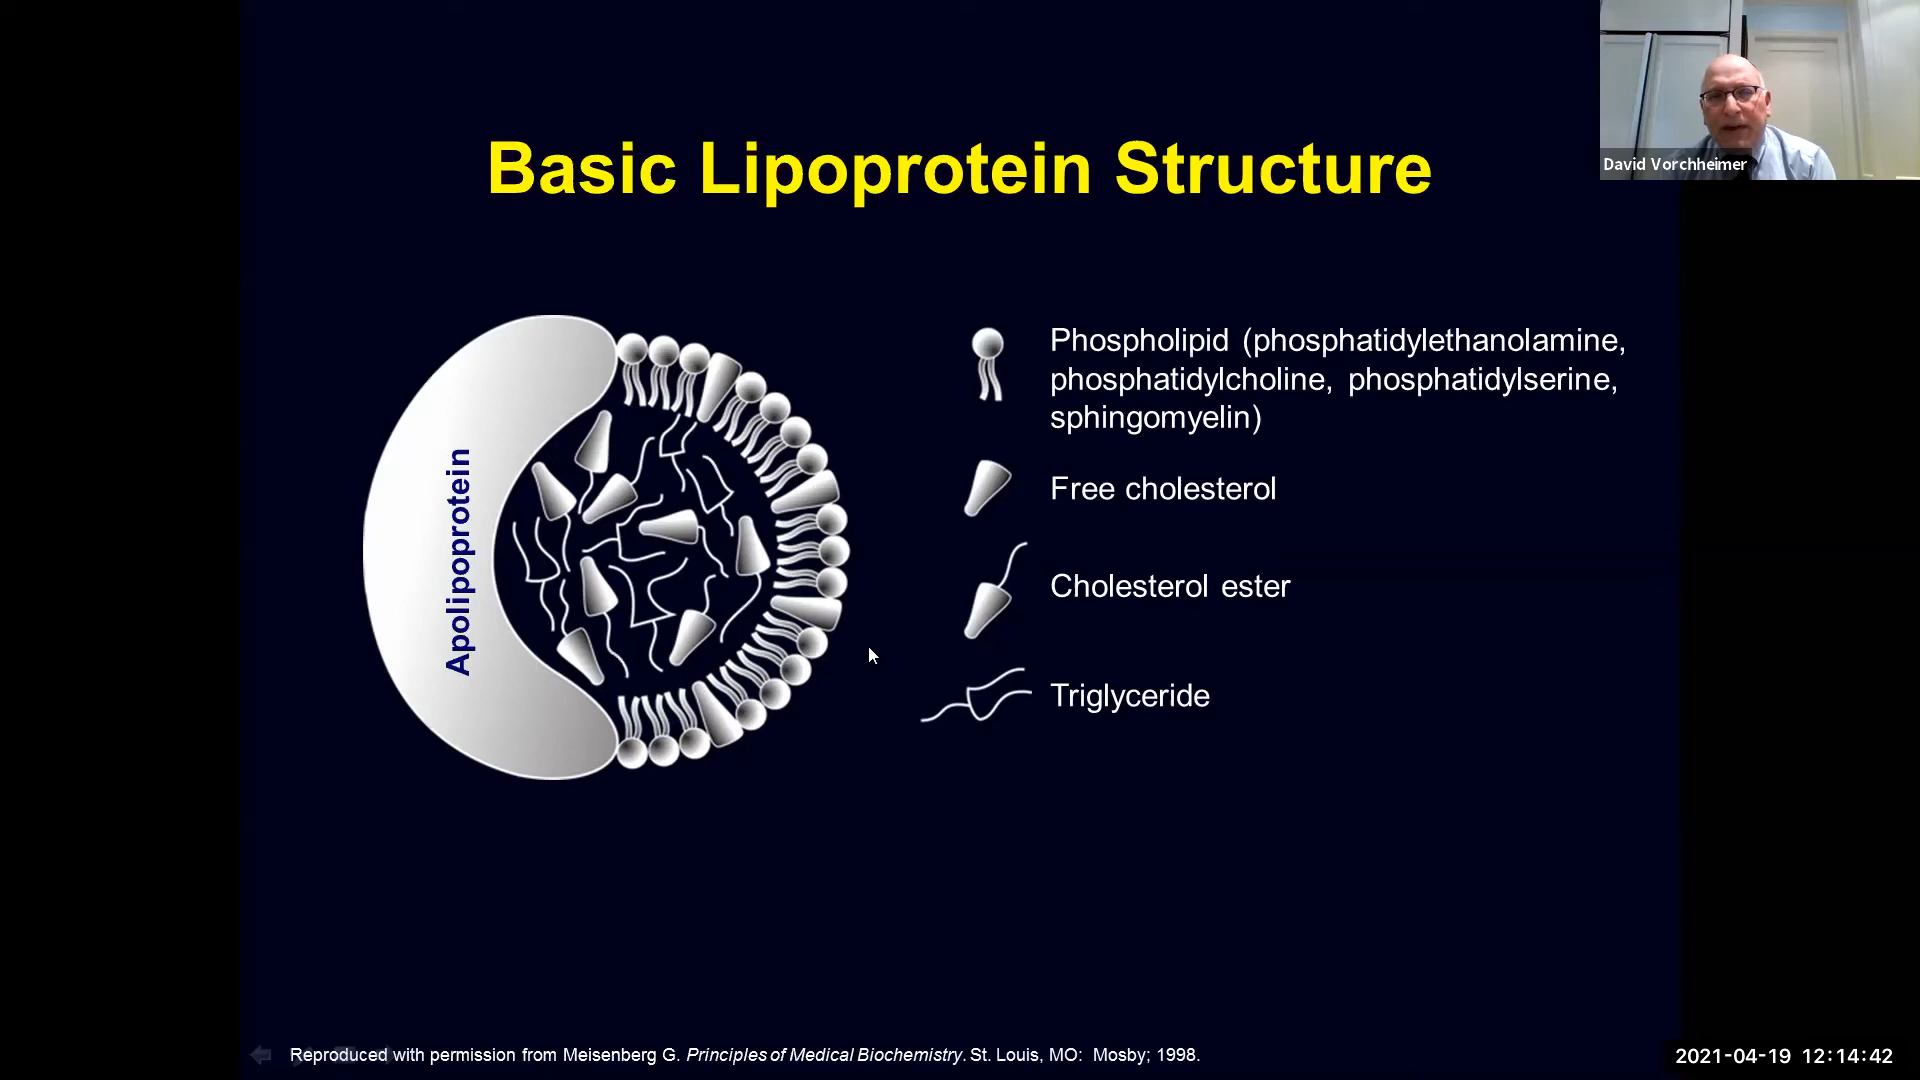 David Vorchheimer
Basic Lipoprotein Structure
Apolipoprotein
Phospholipid (phosphatidylethanolamine,
phosphatidylcholine, phosphatidylserine,
sphingomyelin)
Free cholesterol
Cholesterol ester
Triglyceride
Reproduced with permission from Meisenberg G. Principles of Medical Biochemistry. St. Louis, MO: Mosby; 1998.
2021-04-19 12:14:42